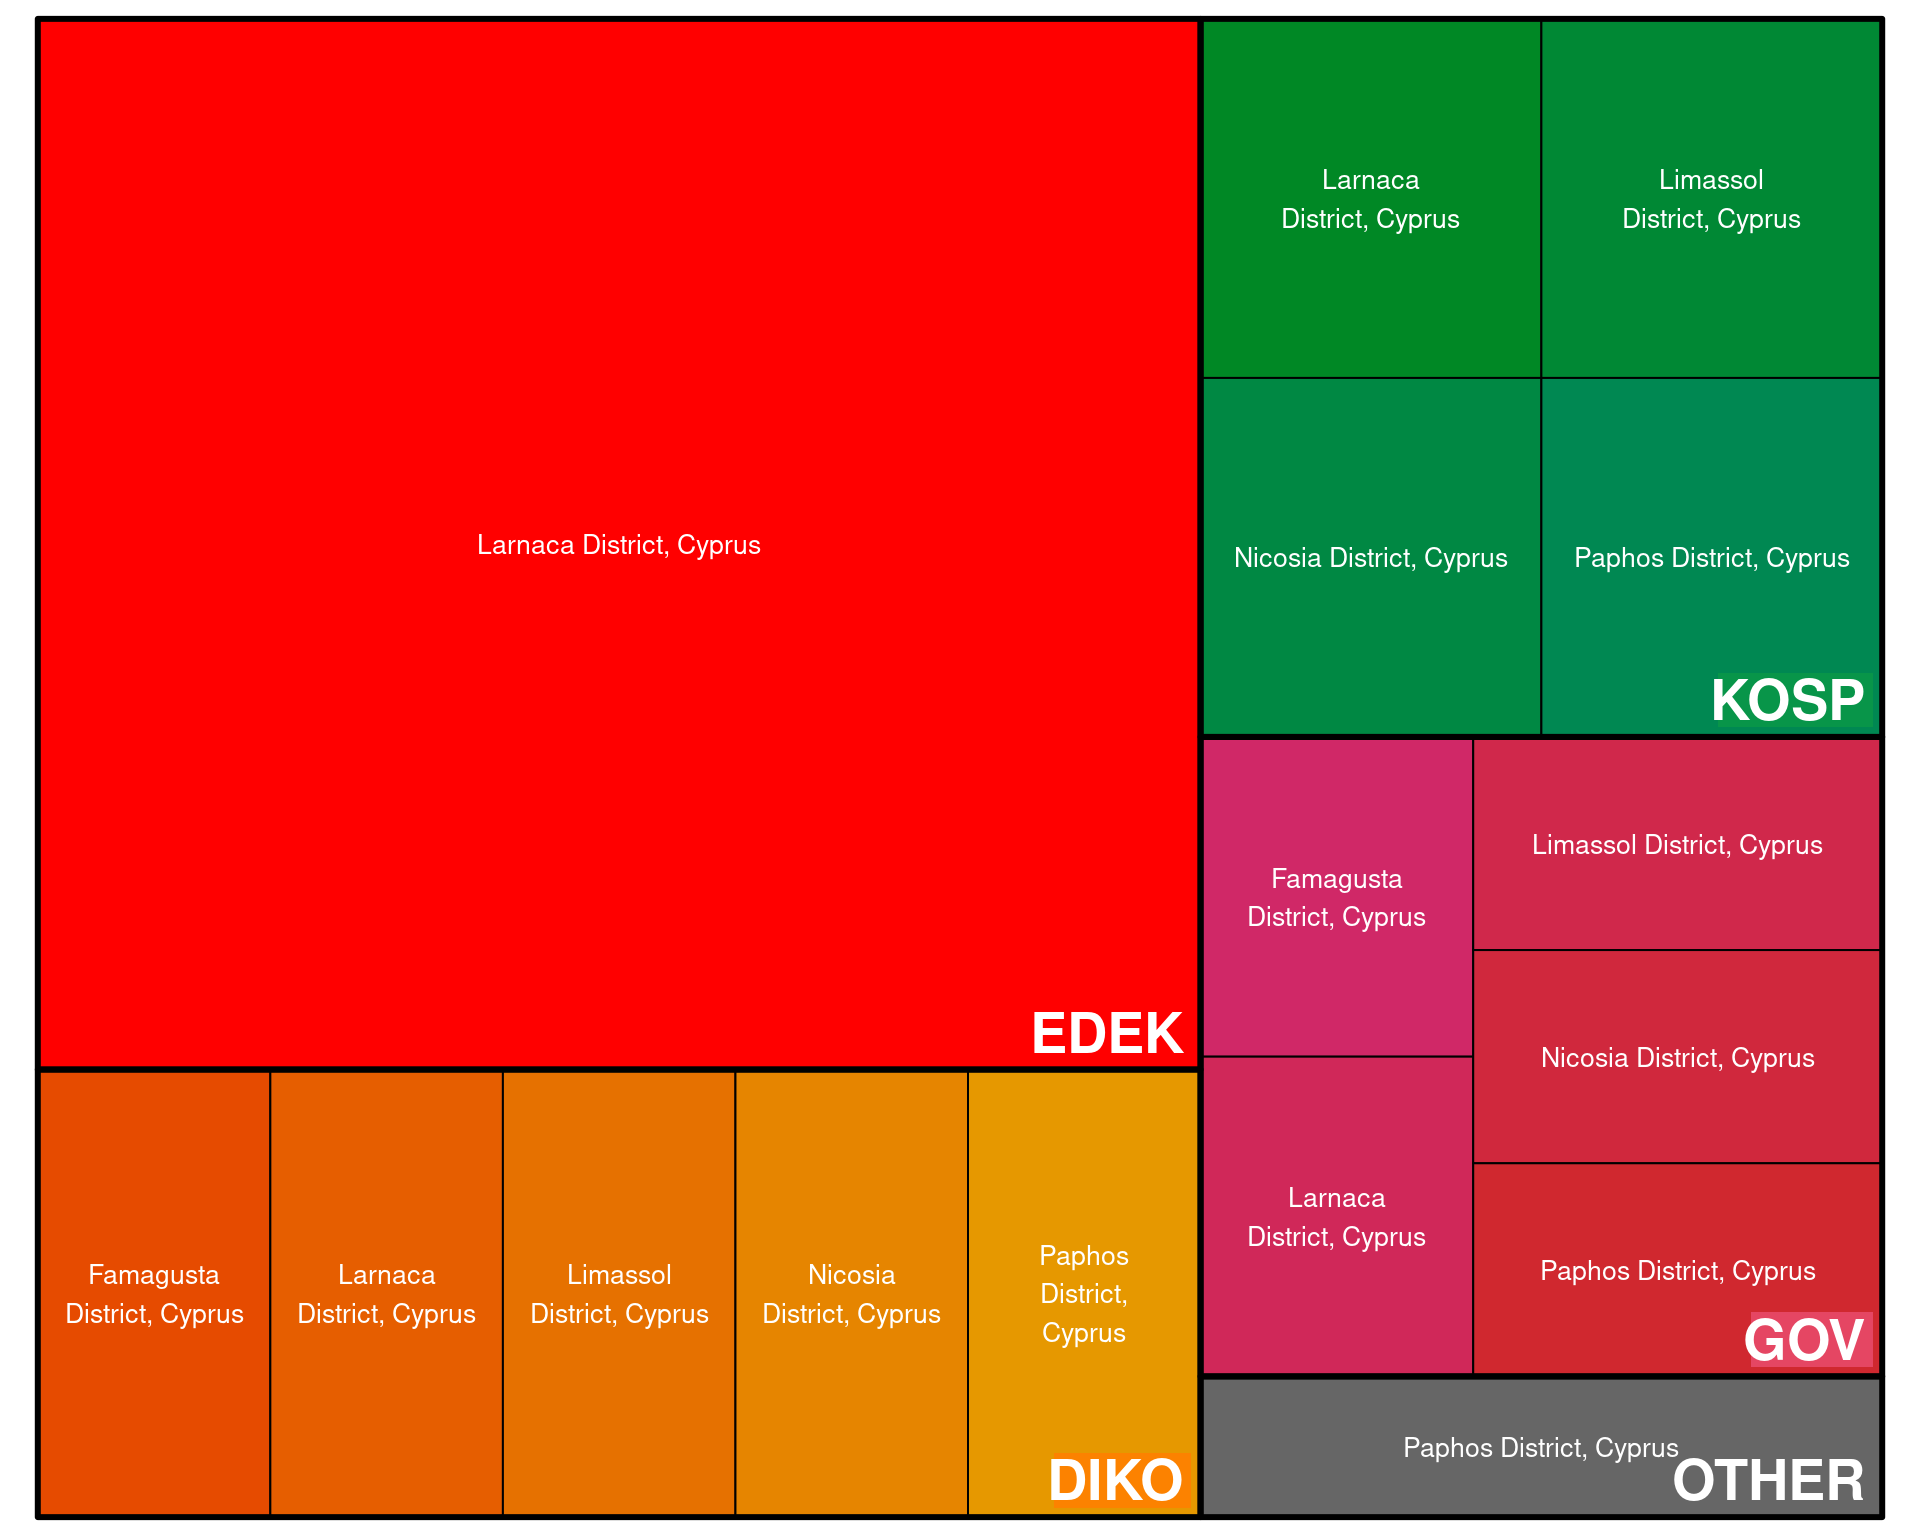 Larnaca District, Cyprus
EDEK
Famagusta
District, Cyprus
Larnaca
District, Cyprus
Limassol
District, Cyprus
Nicosia
District, Cyprus
Paphos
District,
Cyprus
DIKO
Larnaca
District, Cyprus
Limassol
District, Cyprus
Nicosia District, Cyprus
Paphos District, Cyprus
KOSP
Famagusta
District, Cyprus
Larnaca
District, Cyprus
Limassol District, Cyprus
Nicosia District, Cyprus
Paphos District, Cyprus
GOV
Paphos District, Cyprus
OTHER